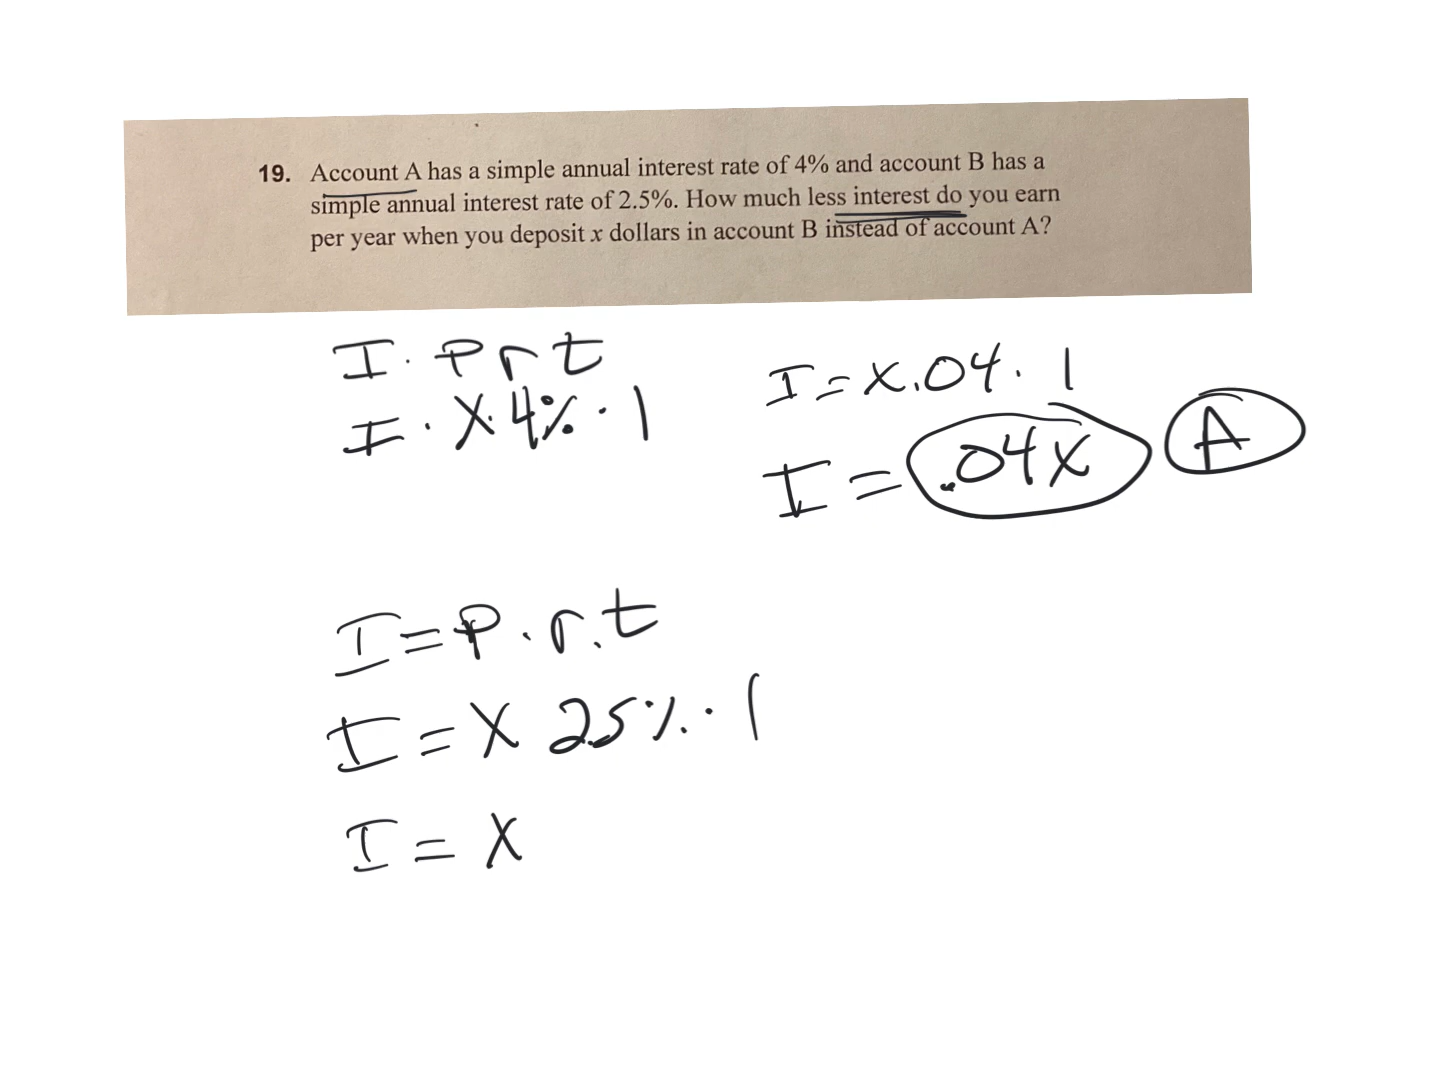 19. Account A has a simple annual interest rate of 4% and account B has a
simple annual interest rate of 2.5%. How much less interest do you earn
per year when you deposit x dollars in account B instead of account A?
I · P r t
I · X · 4% · 1
I = X · .04 · 1
I = .04X A
I = P · r · t
I = X 2.5% · 1
I = X